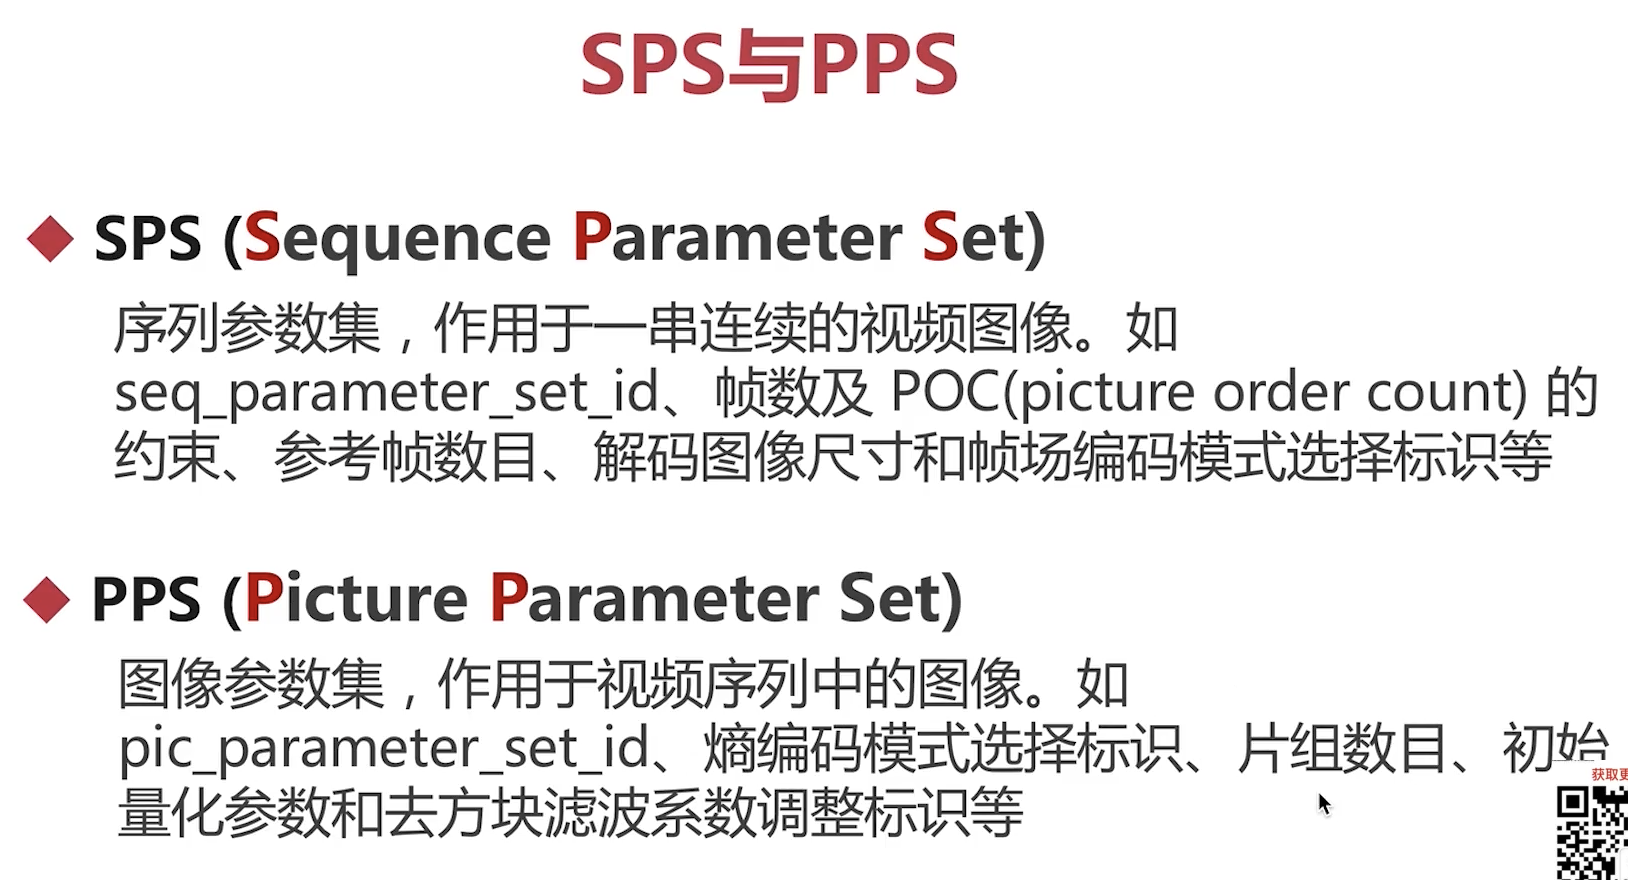 SPS与PPS
SPS (Sequence Parameter Set)
序列参数集，作用于一串连续的视频图像。如
seq_parameter_set_id、帧数及 POC(picture order count) 的
约束、参考帧数目、解码图像尺寸和帧场编码模式选择标识等
PPS (Picture Parameter Set)
图像参数集，作用于视频序列中的图像。如
pic_parameter_set_id、熵编码模式选择标识、片组数目、初始
量化参数和去方块滤波系数调整标识等
获取更